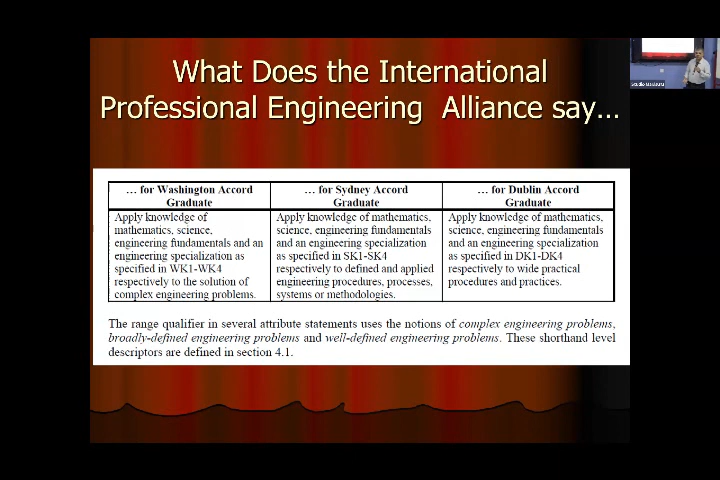 What Does the International
Professional Engineering Alliance say…
… for Washington Accord
Graduate
Apply knowledge of
mathematics, science,
engineering fundamentals and an
engineering specialization as
specified in WK1-WK4
respectively to the solution of
complex engineering problems.
… for Sydney Accord
Graduate
Apply knowledge of mathematics,
science, engineering fundamentals
and an engineering specialization
as specified in SK1-SK4
respectively to defined and applied
engineering procedures, processes,
systems or methodologies.
… for Dublin Accord
Graduate
Apply knowledge of mathematics,
science, engineering fundamentals
and an engineering specialization
as specified in DK1-DK4
respectively to wide practical
procedures and practices.
The range qualifier in several attribute statements uses the notions of complex engineering problems,
broadly-defined engineering problems and well-defined engineering problems. These shorthand level
descriptors are defined in section 4.1.